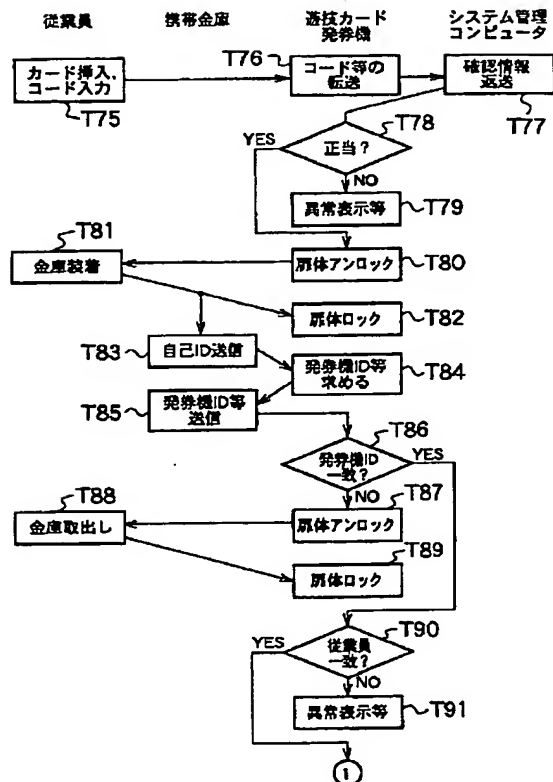 従業員
携帯金庫
遊技カード
発券機
システム管理
コンピュータ
カード挿入、
コード入力
T75
T76
コード等の
転送
確認情報
返送
T77
T78
正当?
YES
NO
異常表示等
T79
T81
金庫装着
扉体アンロック
T80
扉体ロック
T82
T83
自己ID送信
発券機ID等
求める
T84
T85
発券機ID等
送信
T86
発券機ID
一致?
YES
NO
T87
T88
金庫取出し
扉体アンロック
T89
扉体ロック
T90
従業員
一致?
YES
NO
異常表示等
T91
1